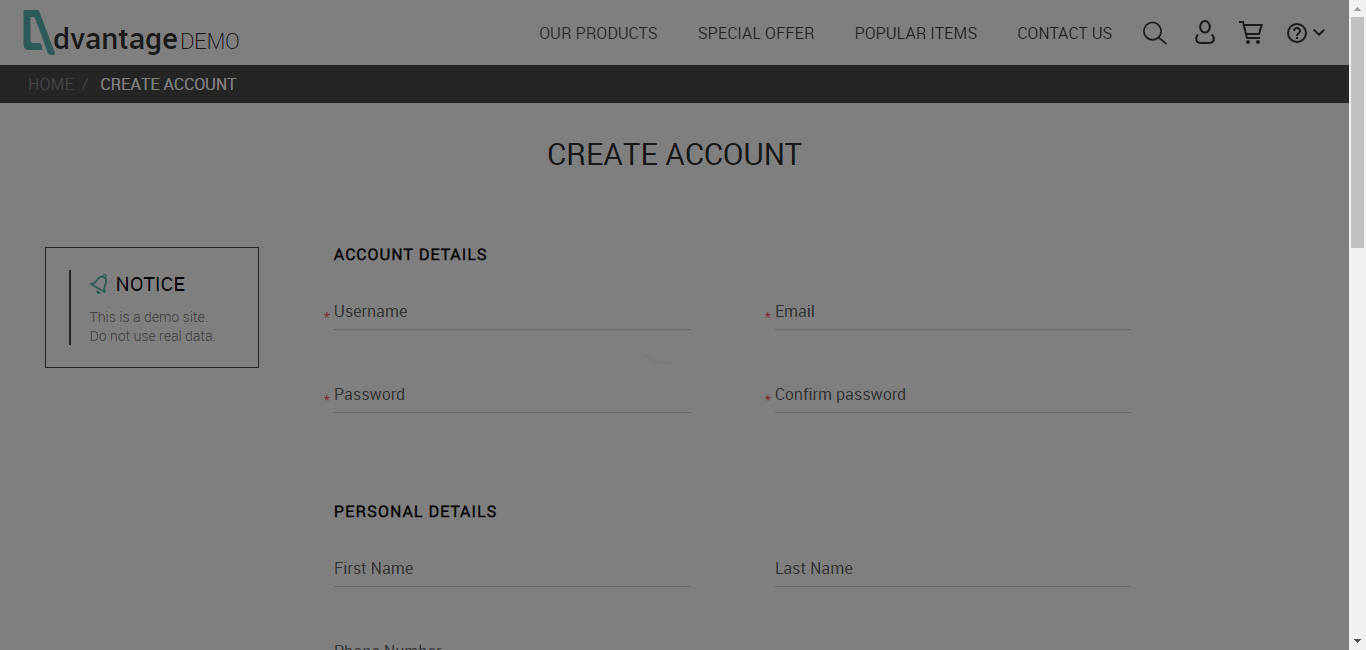 dvantage DEMO
OUR PRODUCTS SPECIAL OFFER POPULAR ITEMS CONTACT US
HOME / CREATE ACCOUNT
CREATE ACCOUNT
NOTICE
This is a demo site.
Do not use real data.
ACCOUNT DETAILS
* Username * Email
* Password * Confirm password
PERSONAL DETAILS
First Name Last Name
Phone Number